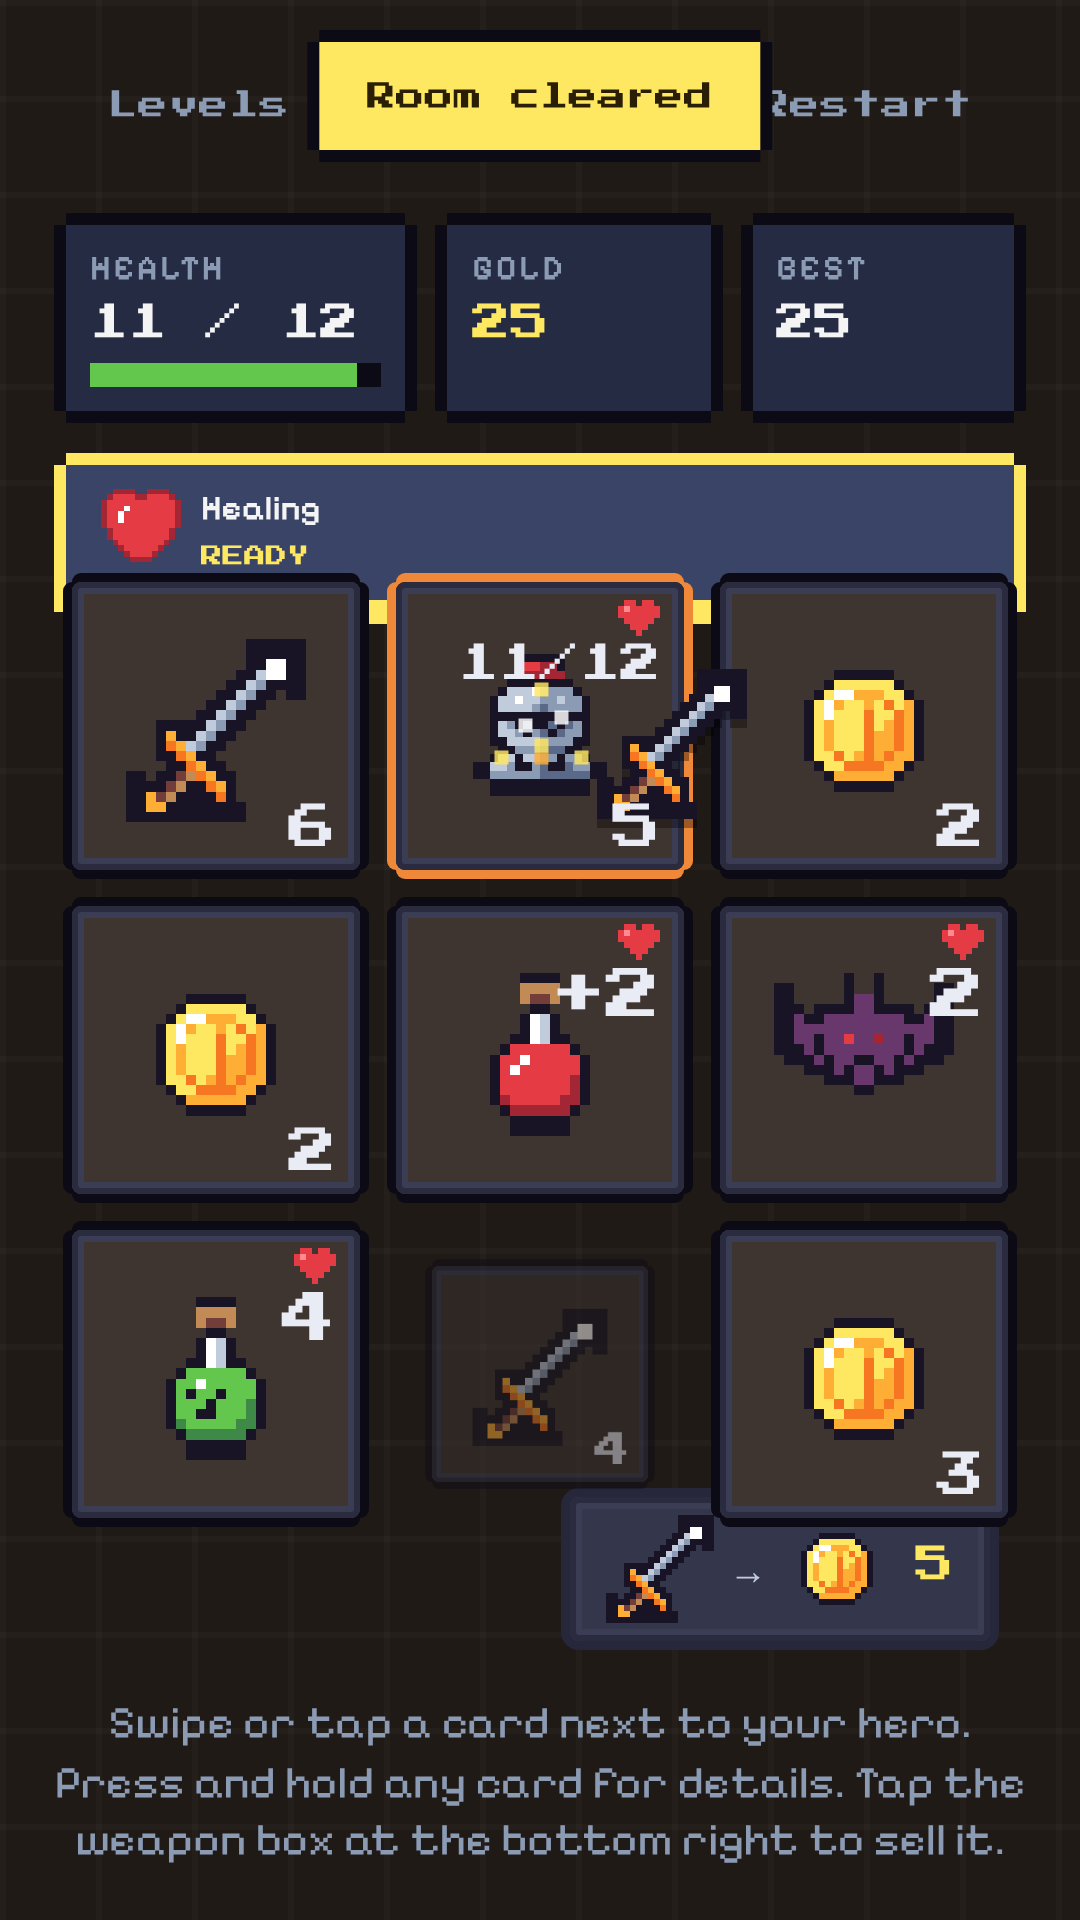 Levels
Room cleared
Restart
HEALTH
11 / 12
GOLD
25
BEST
25
Healing
READY
6
11/12
5
2
2
+2
2
4
4
3
→ 5
Swipe or tap a card next to your hero.
Press and hold any card for details. Tap the
weapon box at the bottom right to sell it.